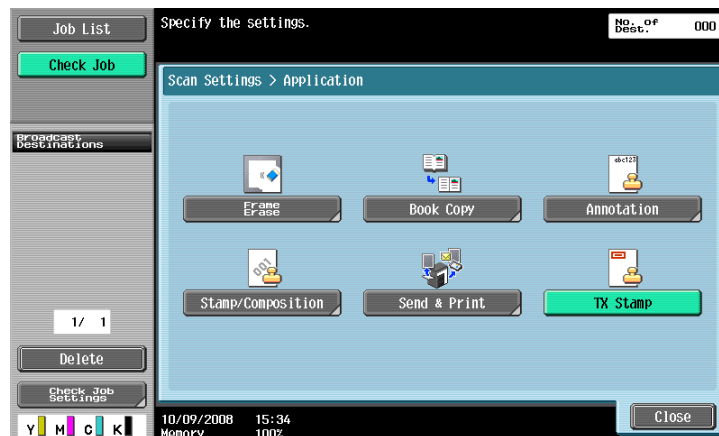 Job List
Check Job
Broadcast
Destinations
1/ 1
Delete
Check Job
Settings
Y M C K
Specify the settings.
No. of
Dest.
000
Scan Settings > Application
Frame
Erase
Book Copy
abc123
Annotation
001
Stamp/Composition
Send & Print
TX Stamp
Close
10/09/2008 15:34
Memory 100%